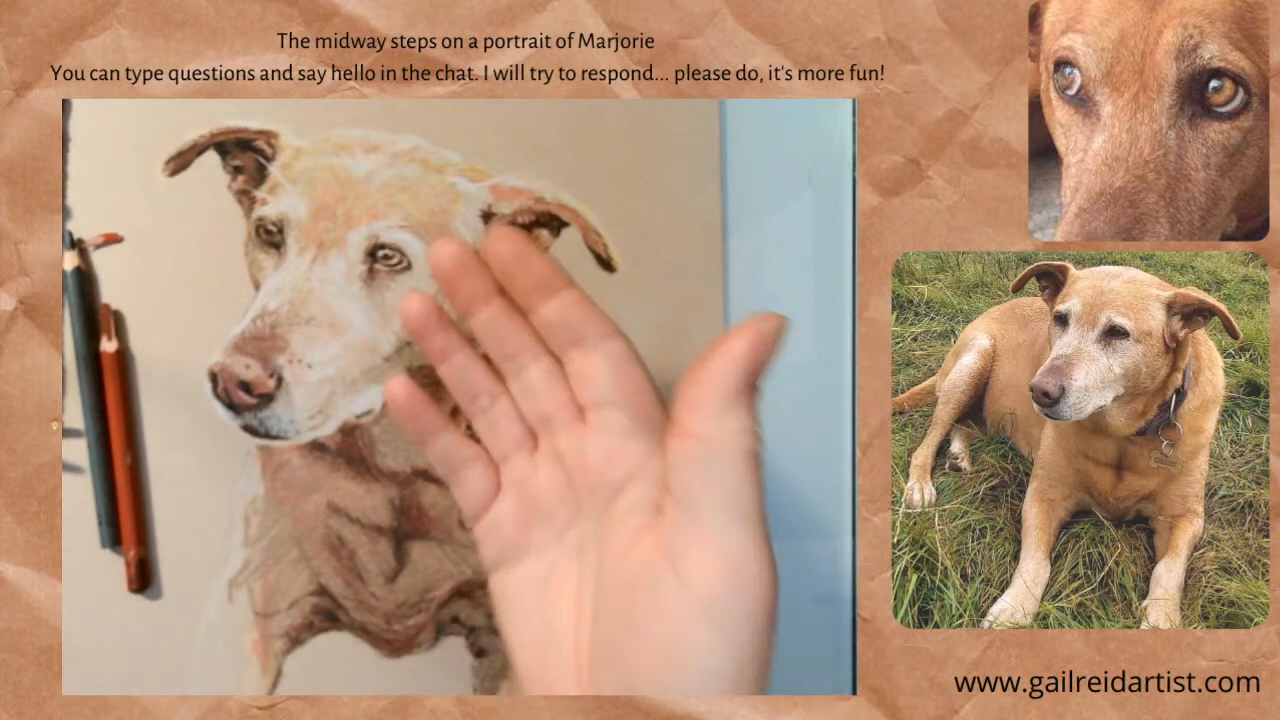 The midway steps on a portrait of Marjorie
You can type questions and say hello in the chat. I will try to respond... please do, it's more fun!
www.gailreidartist.com